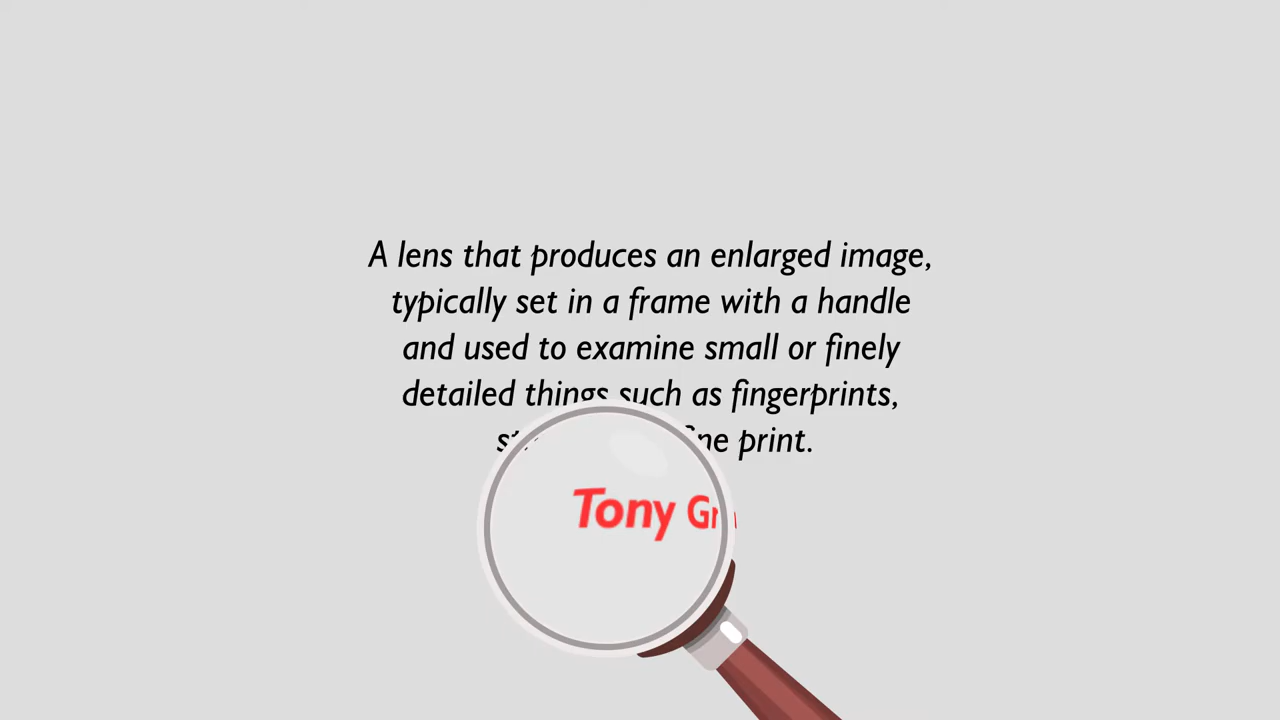 A lens that produces an enlarged image,
typically set in a frame with a handle
and used to examine small or finely
detailed things such as fingerprints,
print.
Tony